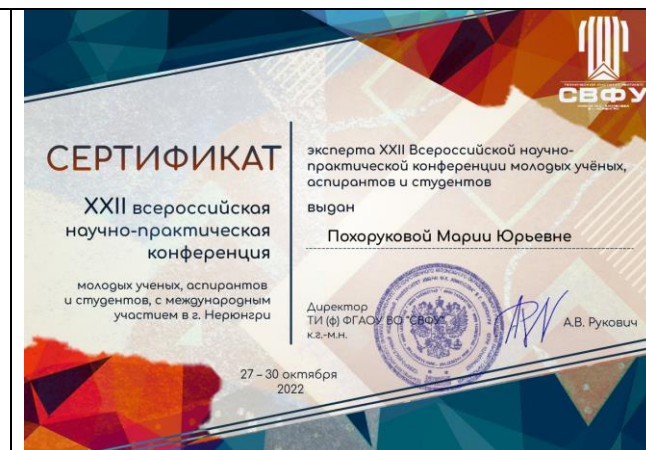 СВФУ
СЕРТИФИКАТ
XXII всероссийская
научно-практическая
конференция
молодых ученых, аспирантов
и студентов, с международным
участием в г. Нерюнгри
27 – 30 октября
2022
эксперта XXII Всероссийской научно-
практической конференции молодых учёных,
аспирантов и студентов
выдан
Похоруковой Марии Юрьевне
Директор
ТИ (ф) ФГАОУ ВО "СВФУ"
к.г.-м.н.
А.В. Рукович